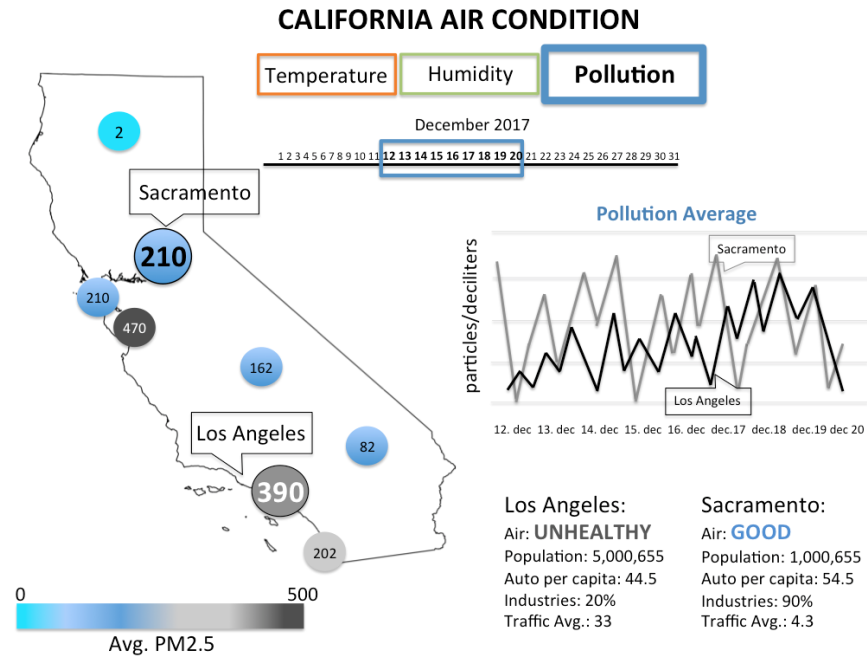 CALIFORNIA AIR CONDITION
Temperature
Humidity
Pollution
December 2017
1 2 3 4 5 6 7 8 9 10 11 12 13 14 15 16 17 18 19 20 21 22 23 24 25 26 27 28 29 30 31
2
Sacramento
210
210
470
162
82
Los Angeles
390
202
0 500
Avg. PM2.5
Pollution Average
particles/deciliters
Sacramento
Los Angeles
12. dec 13. dec 14. dec 15. dec 16. dec dec.17 dec.18 dec.19 dec 20
Los Angeles:
Air: UNHEALTHY
Population: 5,000,655
Auto per capita: 44.5
Industries: 20%
Traffic Avg.: 33
Sacramento:
Air: GOOD
Population: 1,000,655
Auto per capita: 54.5
Industries: 90%
Traffic Avg.: 4.3